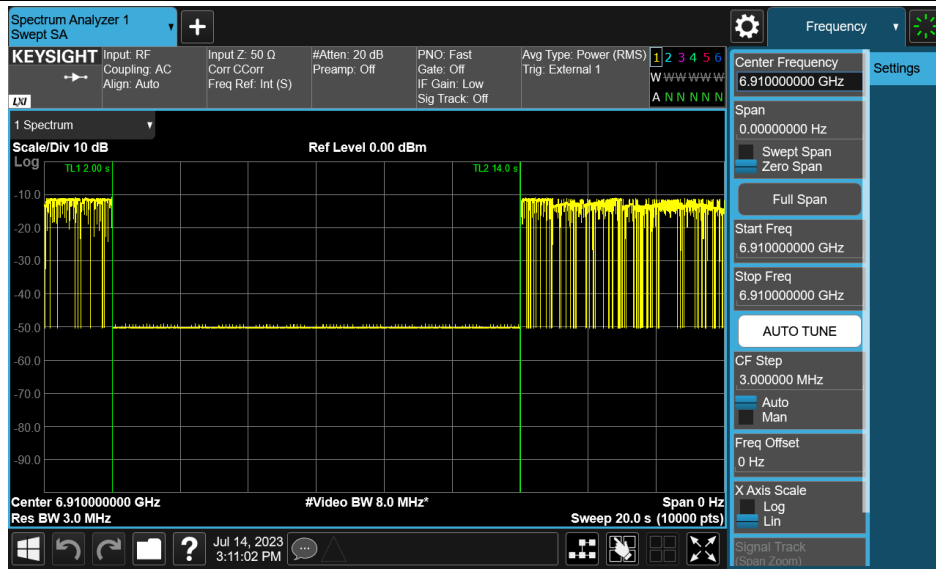 Spectrum Analyzer 1
Swept SA
Frequency
KEYSIGHT
LXI
Input: RF
Coupling: AC
Align: Auto
Input Z: 50 Ω
Corr CCorr
Freq Ref: Int (S)
#Atten: 20 dB
Preamp: Off
PNO: Fast
Gate: Off
IF Gain: Low
Sig Track: Off
Avg Type: Power (RMS)
Trig: External 1
1 2 3 4 5 6
W W W W W W
A N N N N N
1 Spectrum
Scale/Div 10 dB
Ref Level 0.00 dBm
Log
TL1 2.00 s
TL2 14.0 s
-10.0
-20.0
-30.0
-40.0
-50.0
-60.0
-70.0
-80.0
-90.0
Center 6.910000000 GHz
#Video BW 8.0 MHz*
Span 0 Hz
Res BW 3.0 MHz
Sweep 20.0 s (10000 pts)
Center Frequency
6.910000000 GHz
Settings
Span
0.00000000 Hz
Swept Span
Zero Span
Full Span
Start Freq
6.910000000 GHz
Stop Freq
6.910000000 GHz
AUTO TUNE
CF Step
3.000000 MHz
Auto
Man
Freq Offset
0 Hz
X Axis Scale
Log
Lin
Signal Track
(Span Zoom)
?
Jul 14, 2023
3:11:02 PM